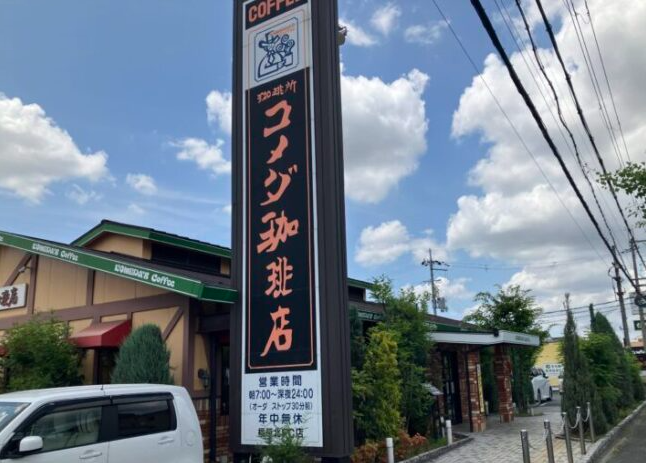 COFFEE
珈琲所
コメダ珈琲店
営業時間
朝7:00〜深夜24:00
(オーダーストップ30分前)
年中無休
KOMEDA'S Coffee
KOMEDA'S Coffee
珈琲